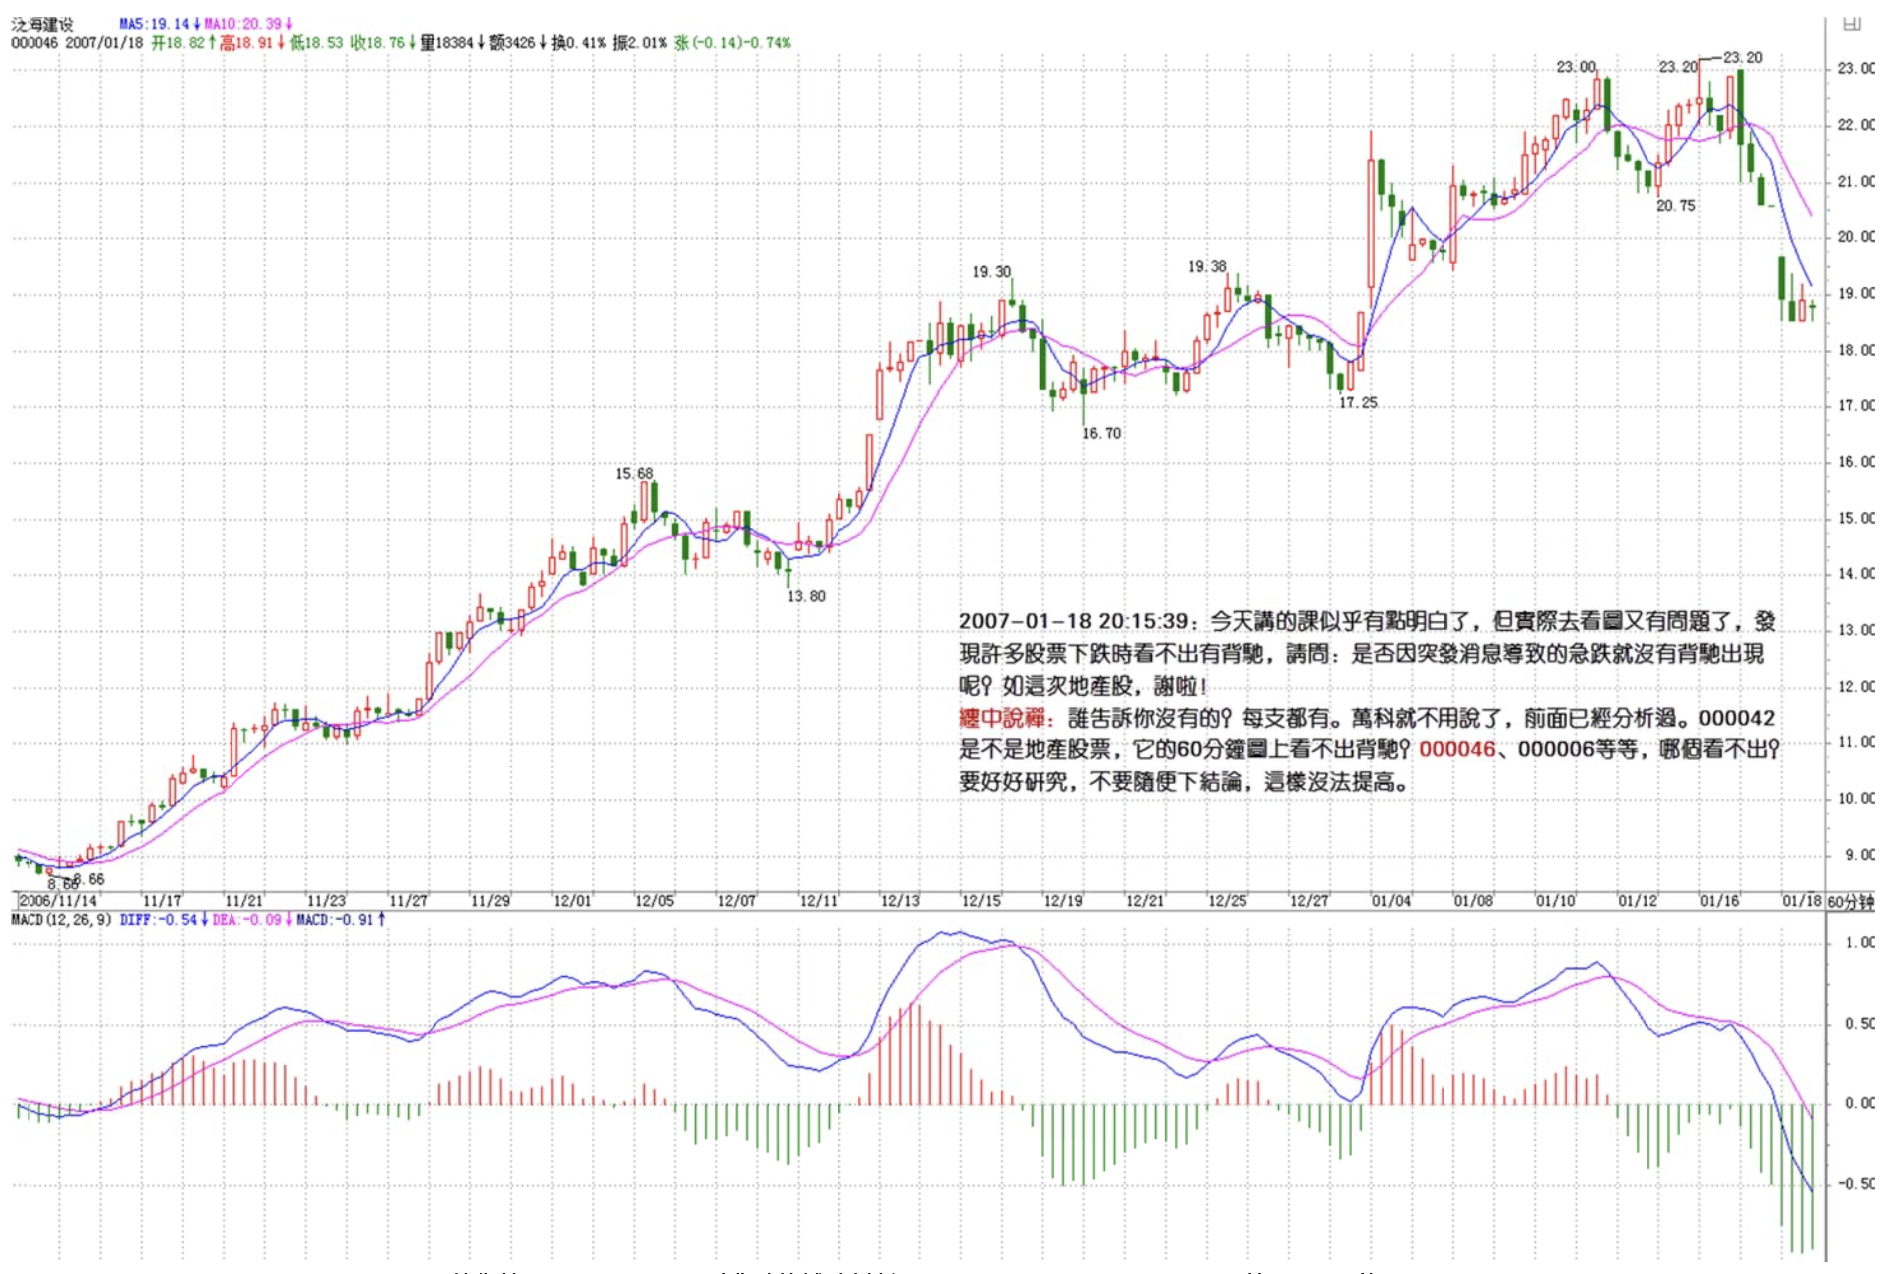 泛海建设 MA5:19.14↓MA10:20.39↓
000046 2007/01/18 开18.82↑高18.91↓低18.53 收18.76↓量18384↓额3426↓换0.41% 振2.01% 涨(-0.14)-0.74%
23.00 23.20 23.20
20.75
19.30 19.38
17.25
16.70
15.68
13.80
8.66 8.66
23.00
22.00
21.00
20.00
19.00
18.00
17.00
16.00
15.00
14.00
13.00
12.00
11.00
10.00
9.00
2007-01-18 20:15:39：今天講的課似乎有點明白了，但實際去看圖又有問題了，發
現許多股票下跌時看不出有背馳，請問：是否因突發消息導致的急跌就沒有背馳出現
呢？如這次地產股，謝啦！
纏中說禪：誰告訴你沒有的？每支都有。萬科就不用說了，前面已經分析過。000042
是不是地產股票，它的60分鐘圖上看不出背馳？000046、000006等等，哪個看不出？
要好好研究，不要隨便下結論，這樣沒法提高。
2006/11/14 11/17 11/21 11/23 11/27 11/29 12/01 12/05 12/07 12/11 12/13 12/15 12/19 12/21 12/25 12/27 01/04 01/08 01/10 01/12 01/16 01/18 60分钟
MACD(12,26,9) DIFF:-0.54↓DEA:-0.09↓MACD:-0.91↑
1.00
0.50
0.00
-0.50